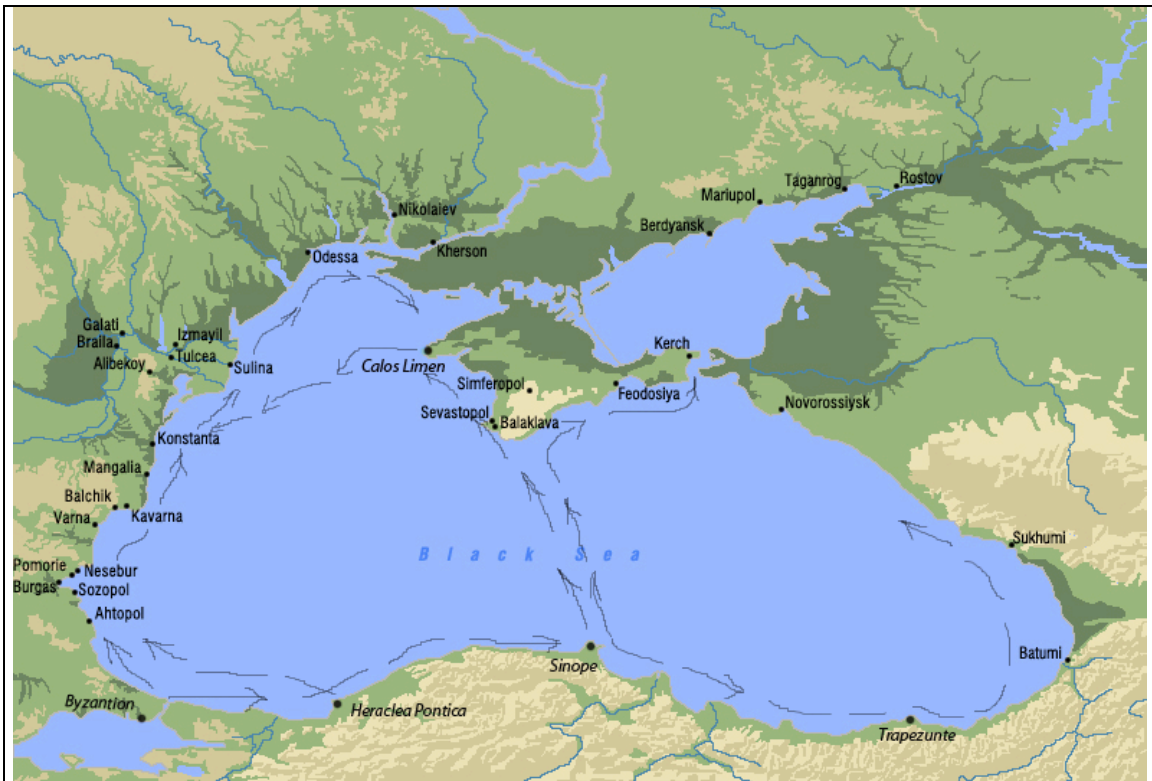 Nikolaiev
Kherson
Odessa
Taganrog
Rostov
Mariupol
Berdyansk
Galati
Braila
Alibekoy
Izmayil
Tulcea
Sulina
Calos Limen
Kerch
Simferopol
Feodosiya
Sevastopol
Balaklava
Novorossiysk
Konstanta
Mangalia
Balchik
Kavarna
Varna
Black Sea
Sukhumi
Pomorie
Nesebur
Burgas
Sozopol
Ahtopol
Sinope
Batumi
Byzantion
Heraclea Pontica
Trapezunte